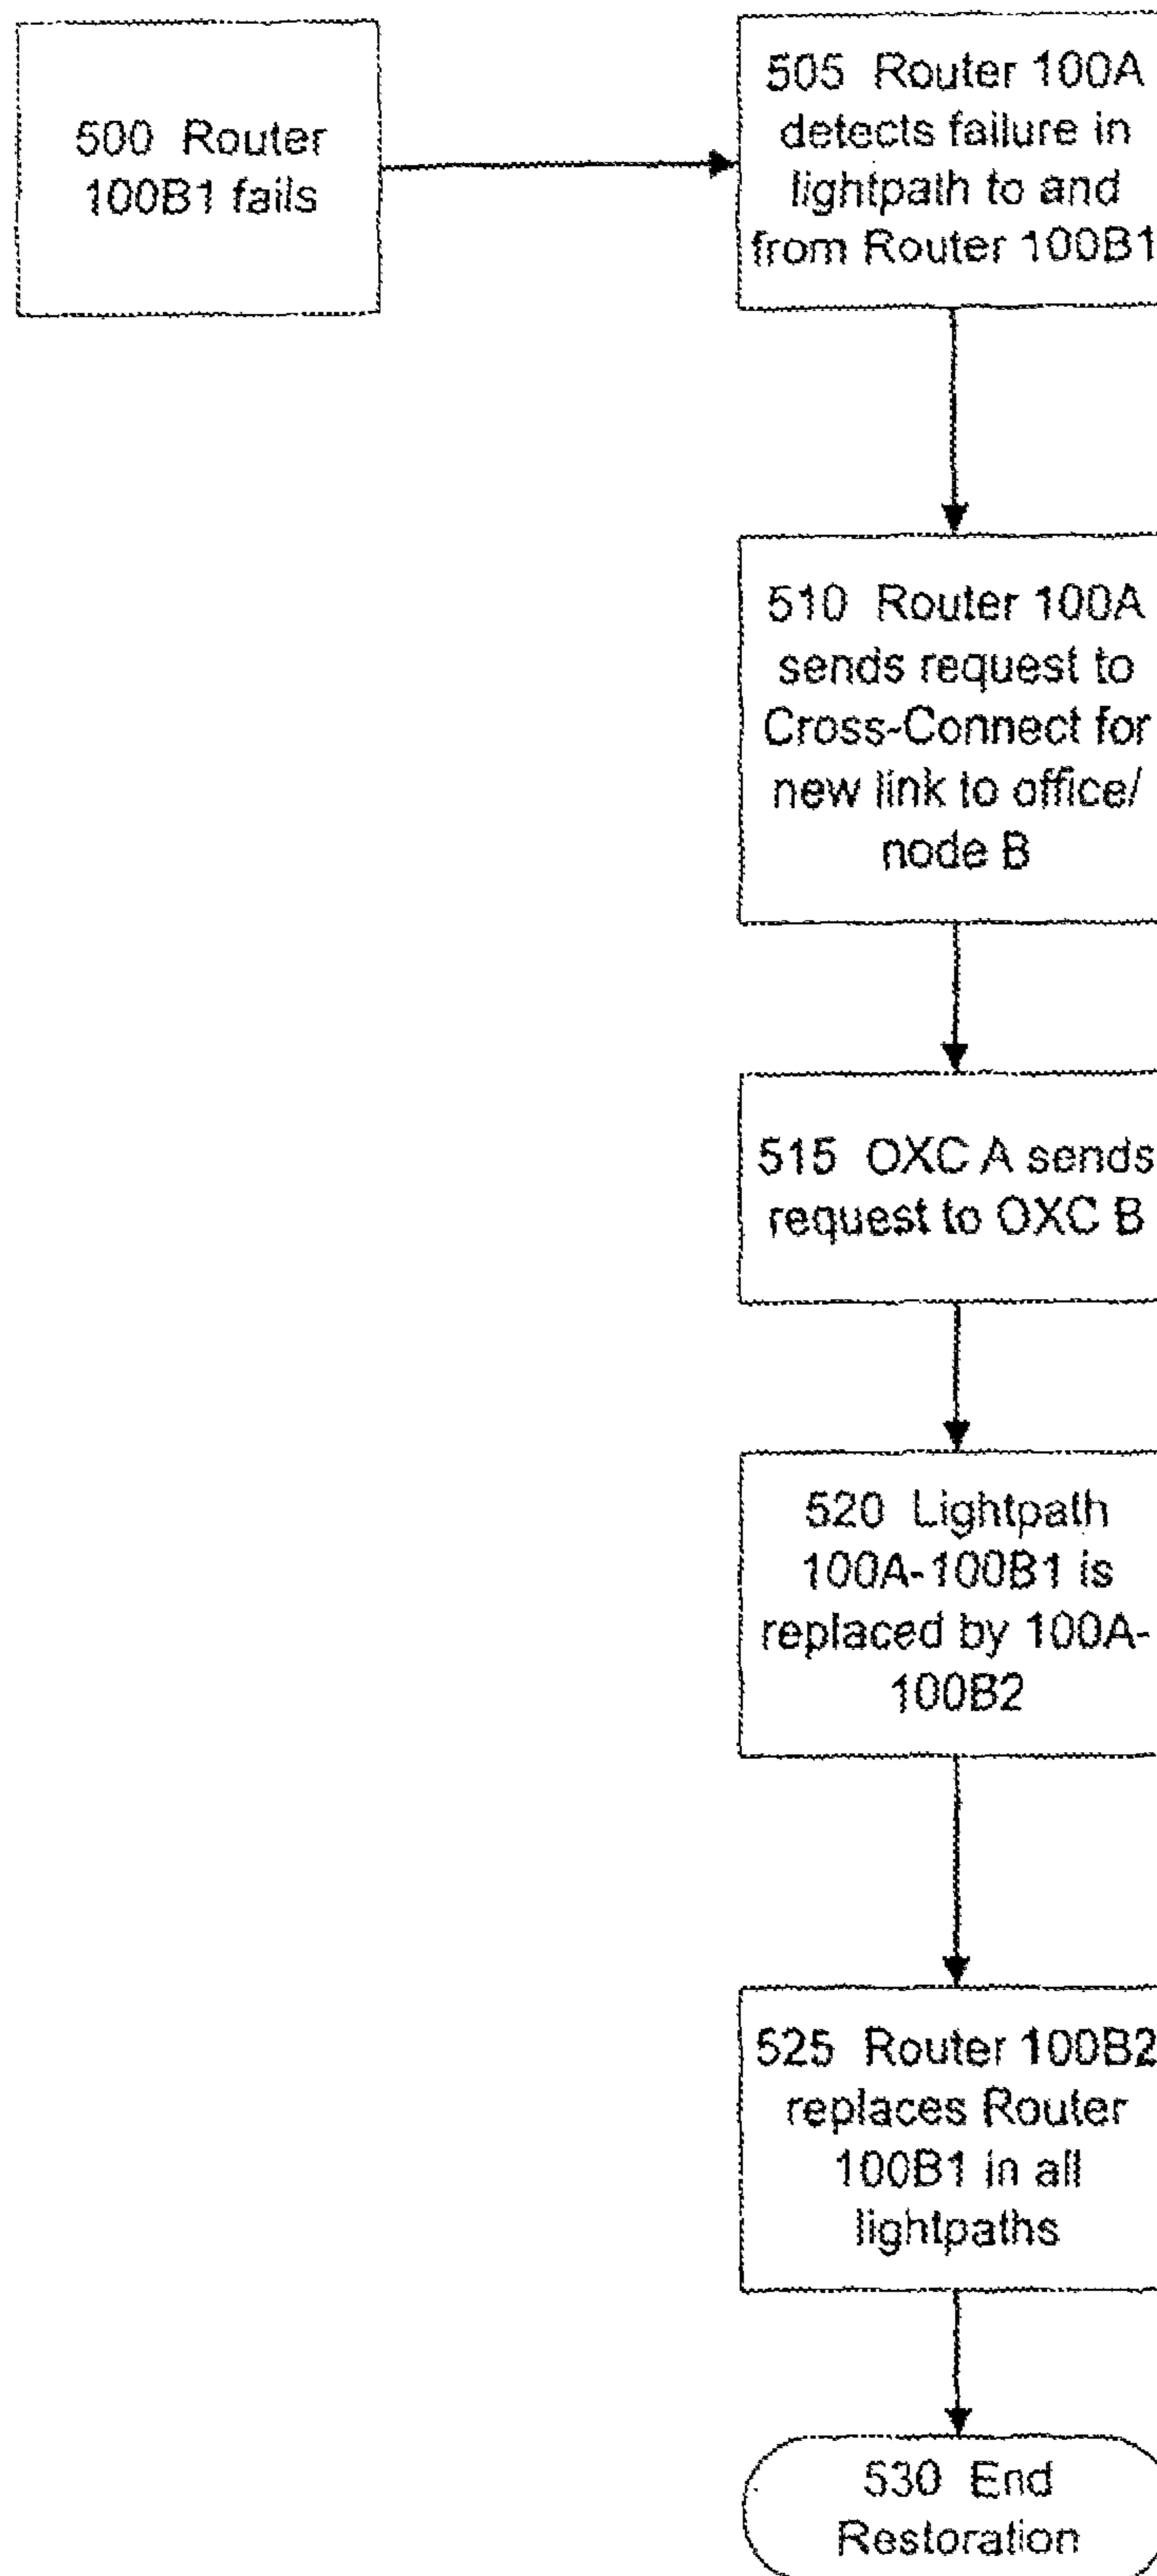 500 Router
100B1 fails
505 Router 100A
detects failure in
lightpath to and
from Router 100B1
510 Router 100A
sends request to
Cross-Connect for
new link to office/
node B
515 OXC A sends
request to OXC B
520 Lightpath
100A-100B1 is
replaced by 100A-
100B2
525 Router 100B2
replaces Router
100B1 in all
lightpaths
530 End
Restoration